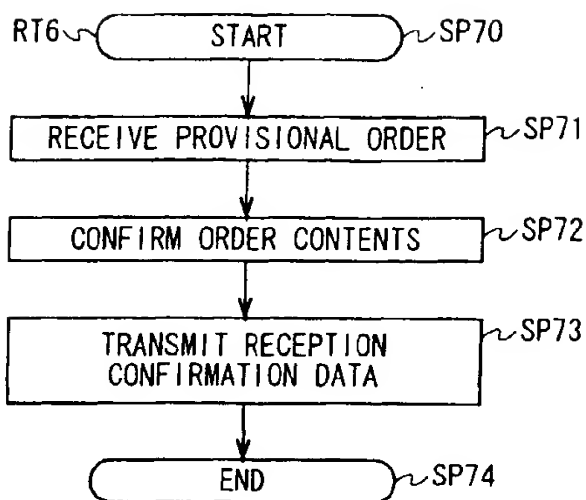 RT6 START SP70
RECEIVE PROVISIONAL ORDER SP71
CONFIRM ORDER CONTENTS SP72
TRANSMIT RECEPTION SP73
CONFIRMATION DATA
END SP74